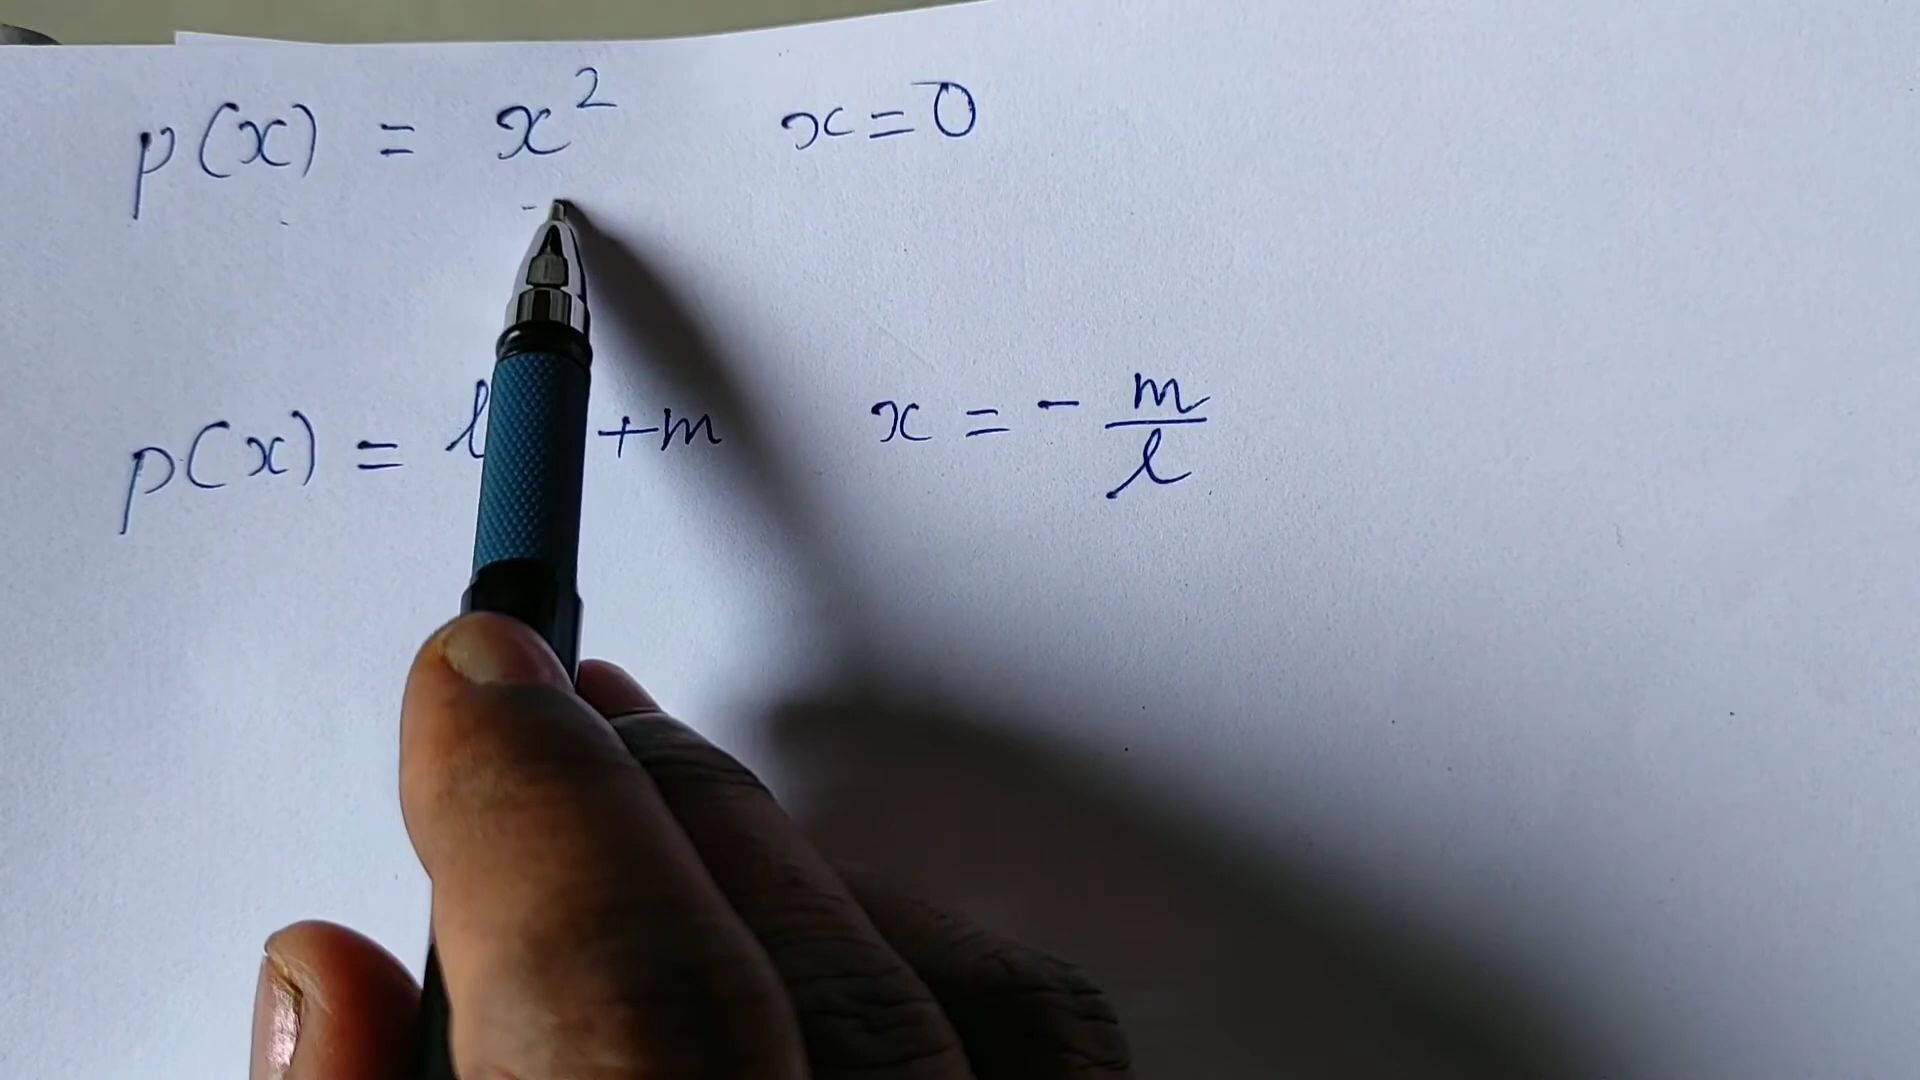 p(x) = x² x=0
p(x) = l +m x = - m/l